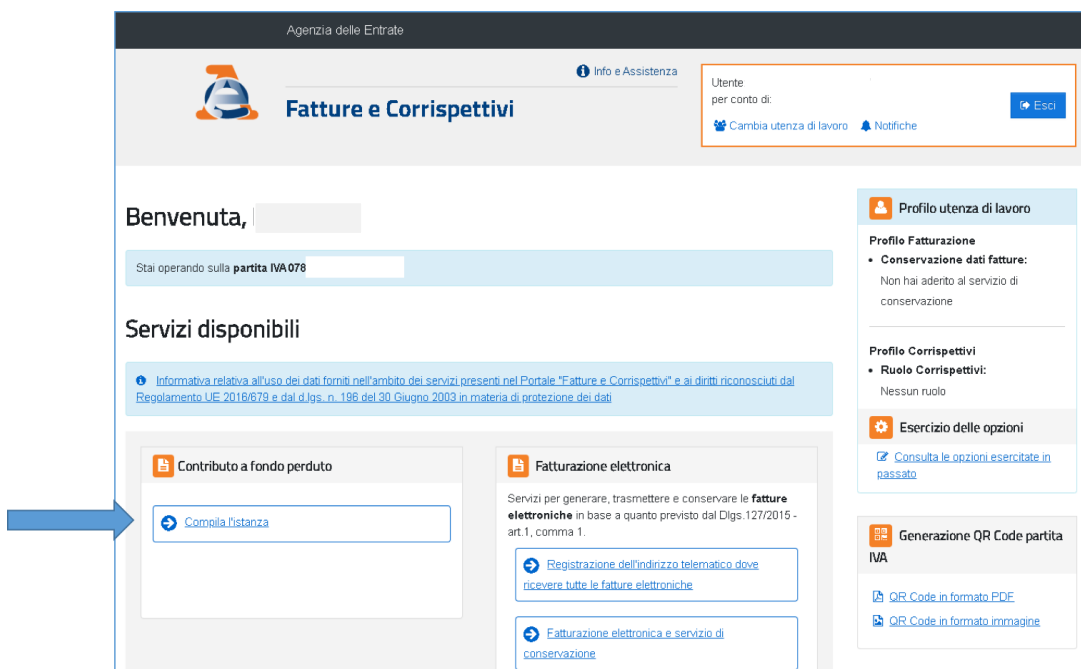 Agenzia delle Entrate
Info e Assistenza
Fatture e Corrispettivi
Utente
per conto di:
Cambia utenza di lavoro Notifiche
Esci
Benvenuta,
Stai operando sulla partita IVA 078
Servizi disponibili
Informativa relativa all'uso dei dati forniti nell'ambito dei servizi presenti nel Portale "Fatture e Corrispettivi" e ai diritti riconosciuti dal
Regolamento UE 2016/679 e dal d.lgs. n. 196 del 30 Giugno 2003 in materia di protezione dei dati
Contributo a fondo perduto
Compila l'istanza
Fatturazione elettronica
Servizi per generare, trasmettere e conservare le fatture
elettroniche in base a quanto previsto dal Dlgs.127/2015 -
art.1, comma 1.
Registrazione dell'indirizzo telematico dove
ricevere tutte le fatture elettroniche
Fatturazione elettronica e servizio di
conservazione
Profilo utenza di lavoro
Profilo Fatturazione
• Conservazione dati fatture:
Non hai aderito al servizio di
conservazione
Profilo Corrispettivi
• Ruolo Corrispettivi:
Nessun ruolo
Esercizio delle opzioni
Consulta le opzioni esercitate in
passato
Generazione QR Code partita
IVA
QR Code in formato PDF
QR Code in formato immagine